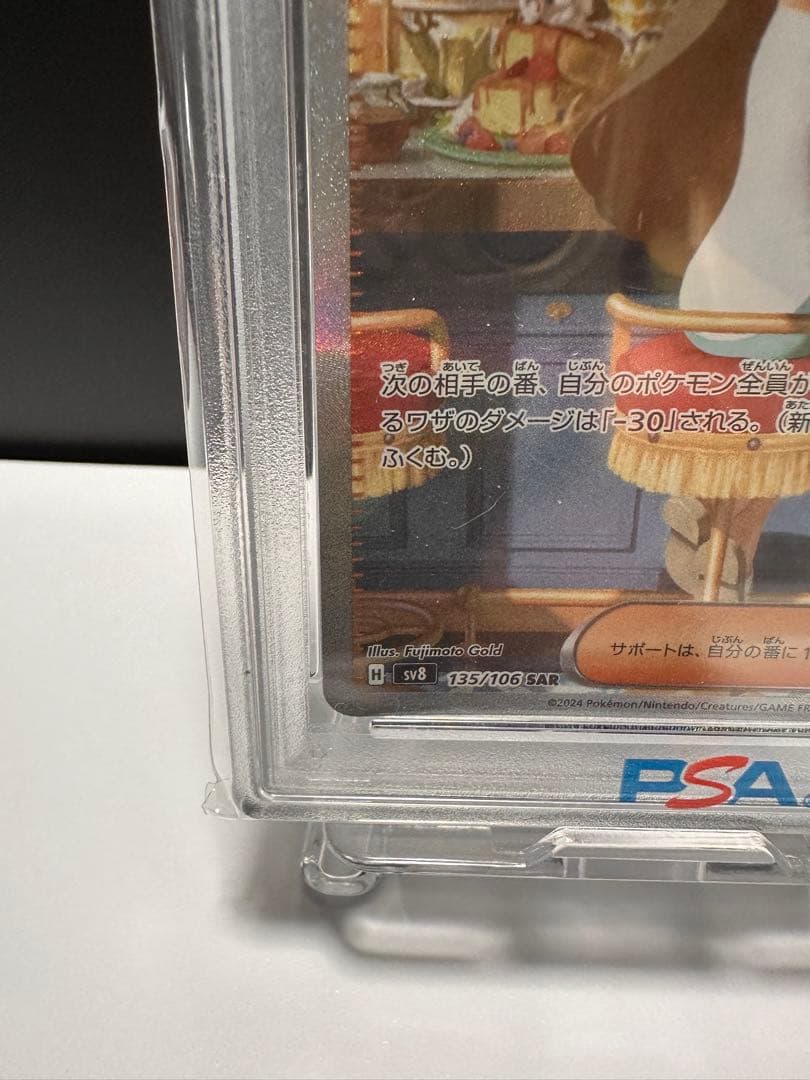 次の相手の番、自分のポケモン全員が
るワザのダメージは「-30」される。(新
ふくむ。)
Illus. Fujimoto Gold
サポートは、自分の番に1
H sv8 135/106 SAR
©2024 Pokémon/Nintendo/Creatures/GAME FR
PSA